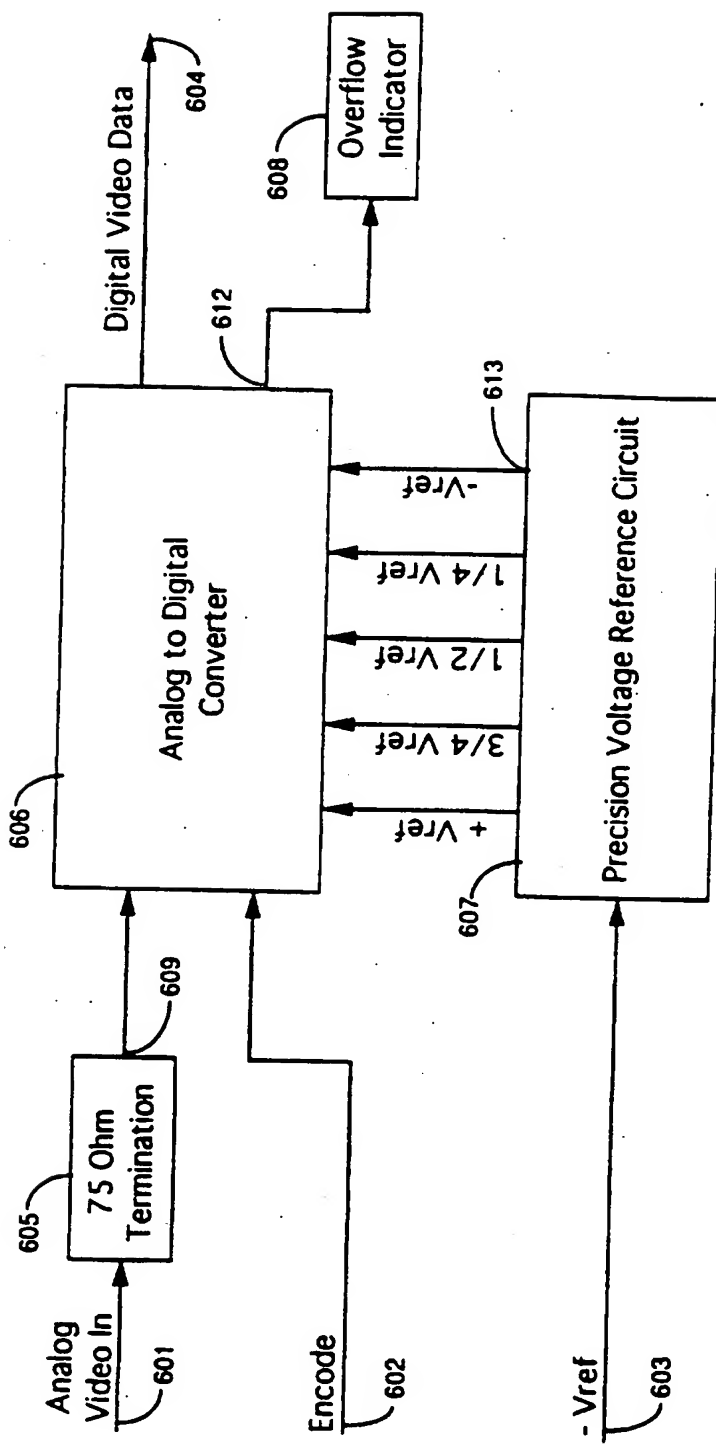 Analog
Video In
601
605
75 Ohm
Termination
609
Encode
602
- Vref
603
606
Analog to Digital
Converter
Digital Video Data
604
612
608
Overflow
Indicator
+ Vref
3/4 Vref
1/2 Vref
1/4 Vref
-Vref
613
607
Precision Voltage Reference Circuit